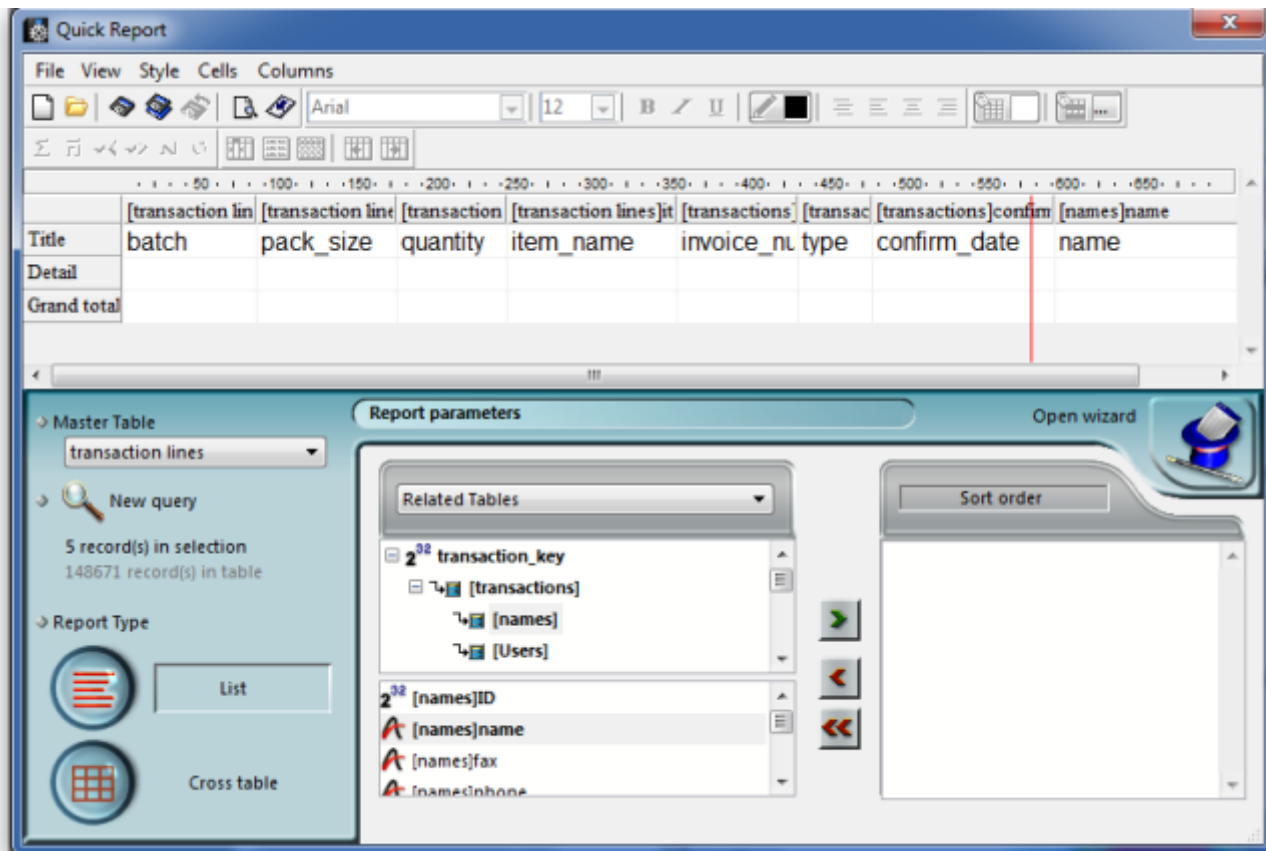 Quick Report
File View Style Cells Columns
Arial 12 B I U ...
50 100 150 200 250 300 350 400 450 500 550 600 650
[transaction lin [transaction line [transaction [transaction lines]it [transactions] [transac [transactions]confirm [names]name
Title batch pack_size quantity item_name invoice_nu type confirm_date name
Detail
Grand total
Master Table
transaction lines
New query
5 record(s) in selection
148671 record(s) in table
Report Type
List
Cross table
Report parameters
Open wizard
Related Tables
2³² transaction_key
[transactions]
[names]
[Users]
2³² [names]ID
[names]name
[names]fax
[names]phone
Sort order